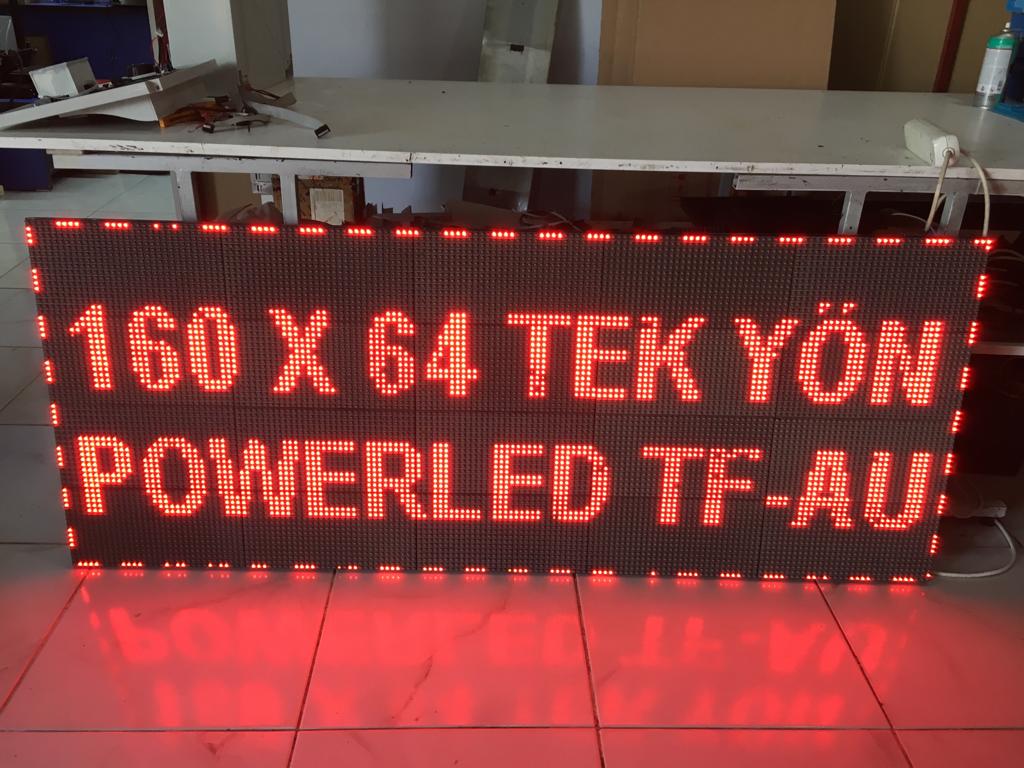 160 X 64 TEK YÖN
POWERLED TF-AU